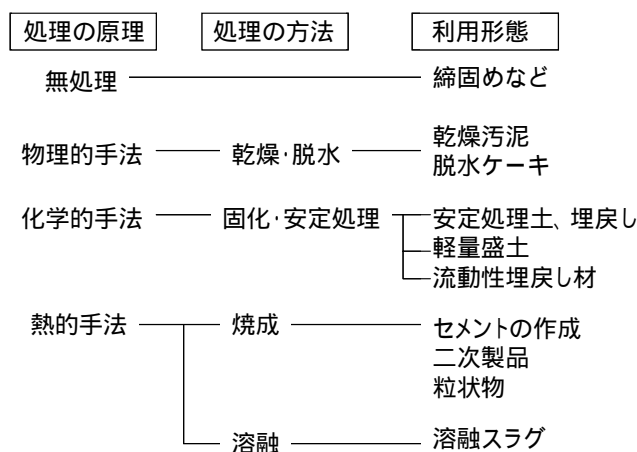 処理の原理 処理の方法 利用形態
無処理 締固めなど
物理的手法 乾燥・脱水 乾燥汚泥
脱水ケーキ
化学的手法 固化・安定処理 安定処理土、埋戻し
軽量盛土
流動性埋戻し材
熱的手法 焼成 セメントの作成
二次製品
粒状物
溶融 溶融スラグ